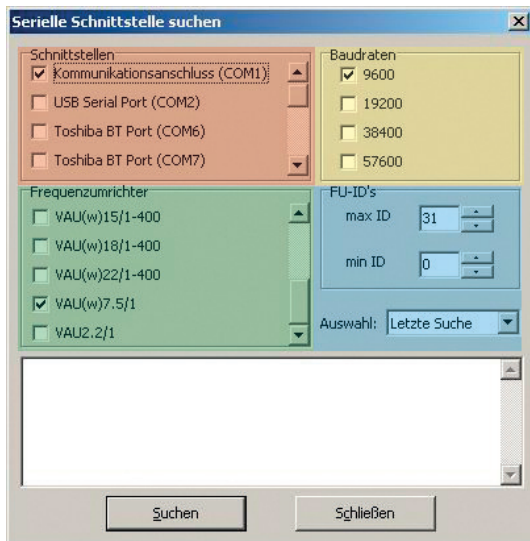 Serielle Schnittstelle suchen
Schnittstellen
Kommunikationsanschluss (COM1)
USB Serial Port (COM2)
Toshiba BT Port (COM6)
Toshiba BT Port (COM7)
Baudraten
9600
19200
38400
57600
Frequenzumrichter
VAU(w)15/1-400
VAU(w)18/1-400
VAU(w)22/1-400
VAU(w)7.5/1
VAU2.2/1
FU-ID's
max ID 31
min ID 0
Auswahl: Letzte Suche
Suchen
Schließen